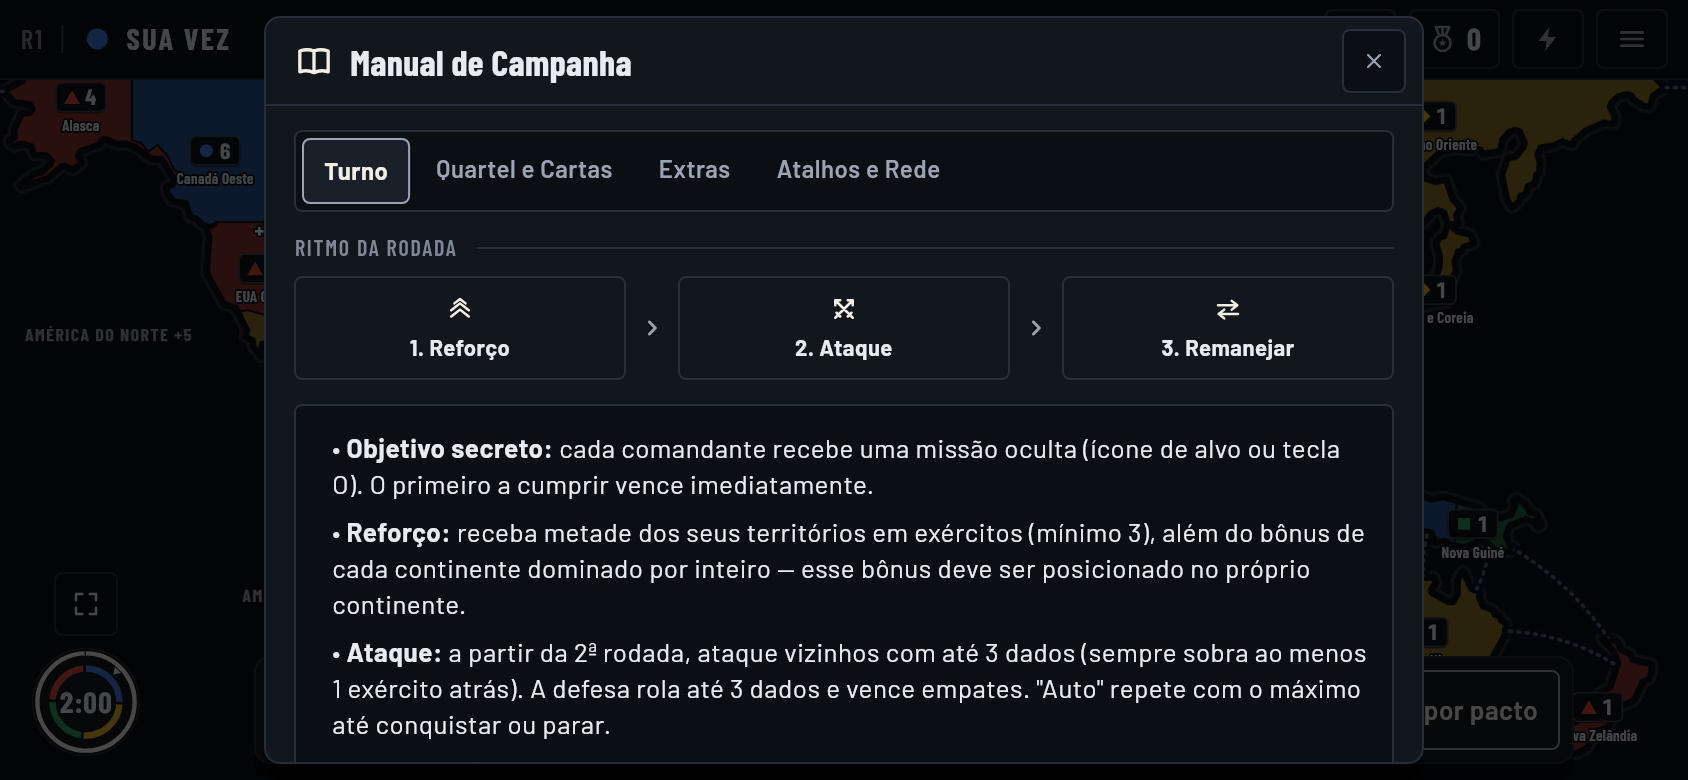 R1
SUA VEZ
0
Manual de Campanha
Turno
Quartel e Cartas
Extras
Atalhos e Rede
RITMO DA RODADA
1. Reforço
2. Ataque
3. Remanejar
• Objetivo secreto: cada comandante recebe uma missão oculta (ícone de alvo ou tecla
O). O primeiro a cumprir vence imediatamente.
• Reforço: receba metade dos seus territórios em exércitos (mínimo 3), além do bônus de
cada continente dominado por inteiro — esse bônus deve ser posicionado no próprio
continente.
• Ataque: a partir da 2ª rodada, ataque vizinhos com até 3 dados (sempre sobra ao menos
1 exército atrás). A defesa rola até 3 dados e vence empates. "Auto" repete com o máximo
até conquistar ou parar.
4
Alasca
6
Canadá Oeste
EUA
AMÉRICA DO NORTE +5
AM
2:00
1
Oriente
1
e Coreia
1
Nova Guiné
1
por pacto
1
va Zelândia